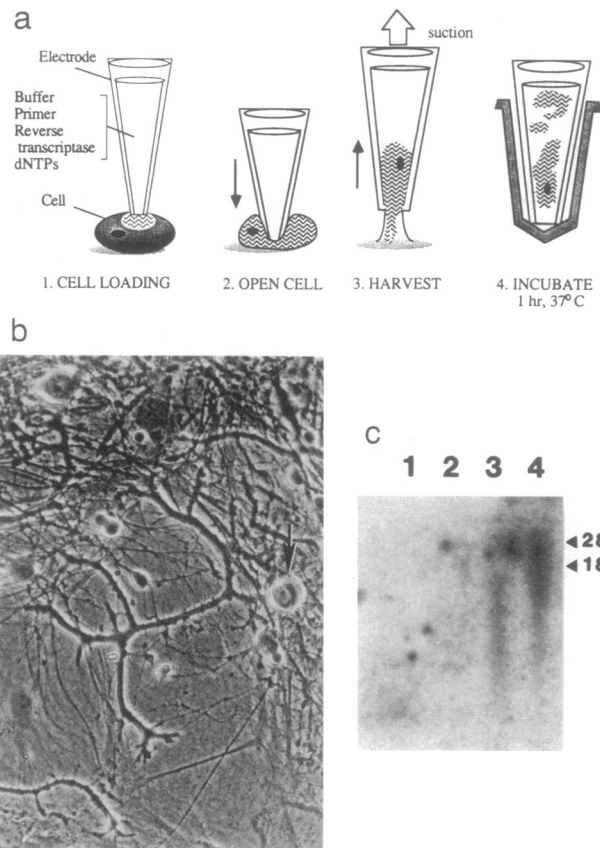 a
suction
Electrode
Buffer
Primer
Reverse
transcriptase
dNTPs
Cell
1. CELL LOADING
2. OPEN CELL
3. HARVEST
4. INCUBATE
1 hr, 37° C
b
c
1 2 3 4
◄28
◄18